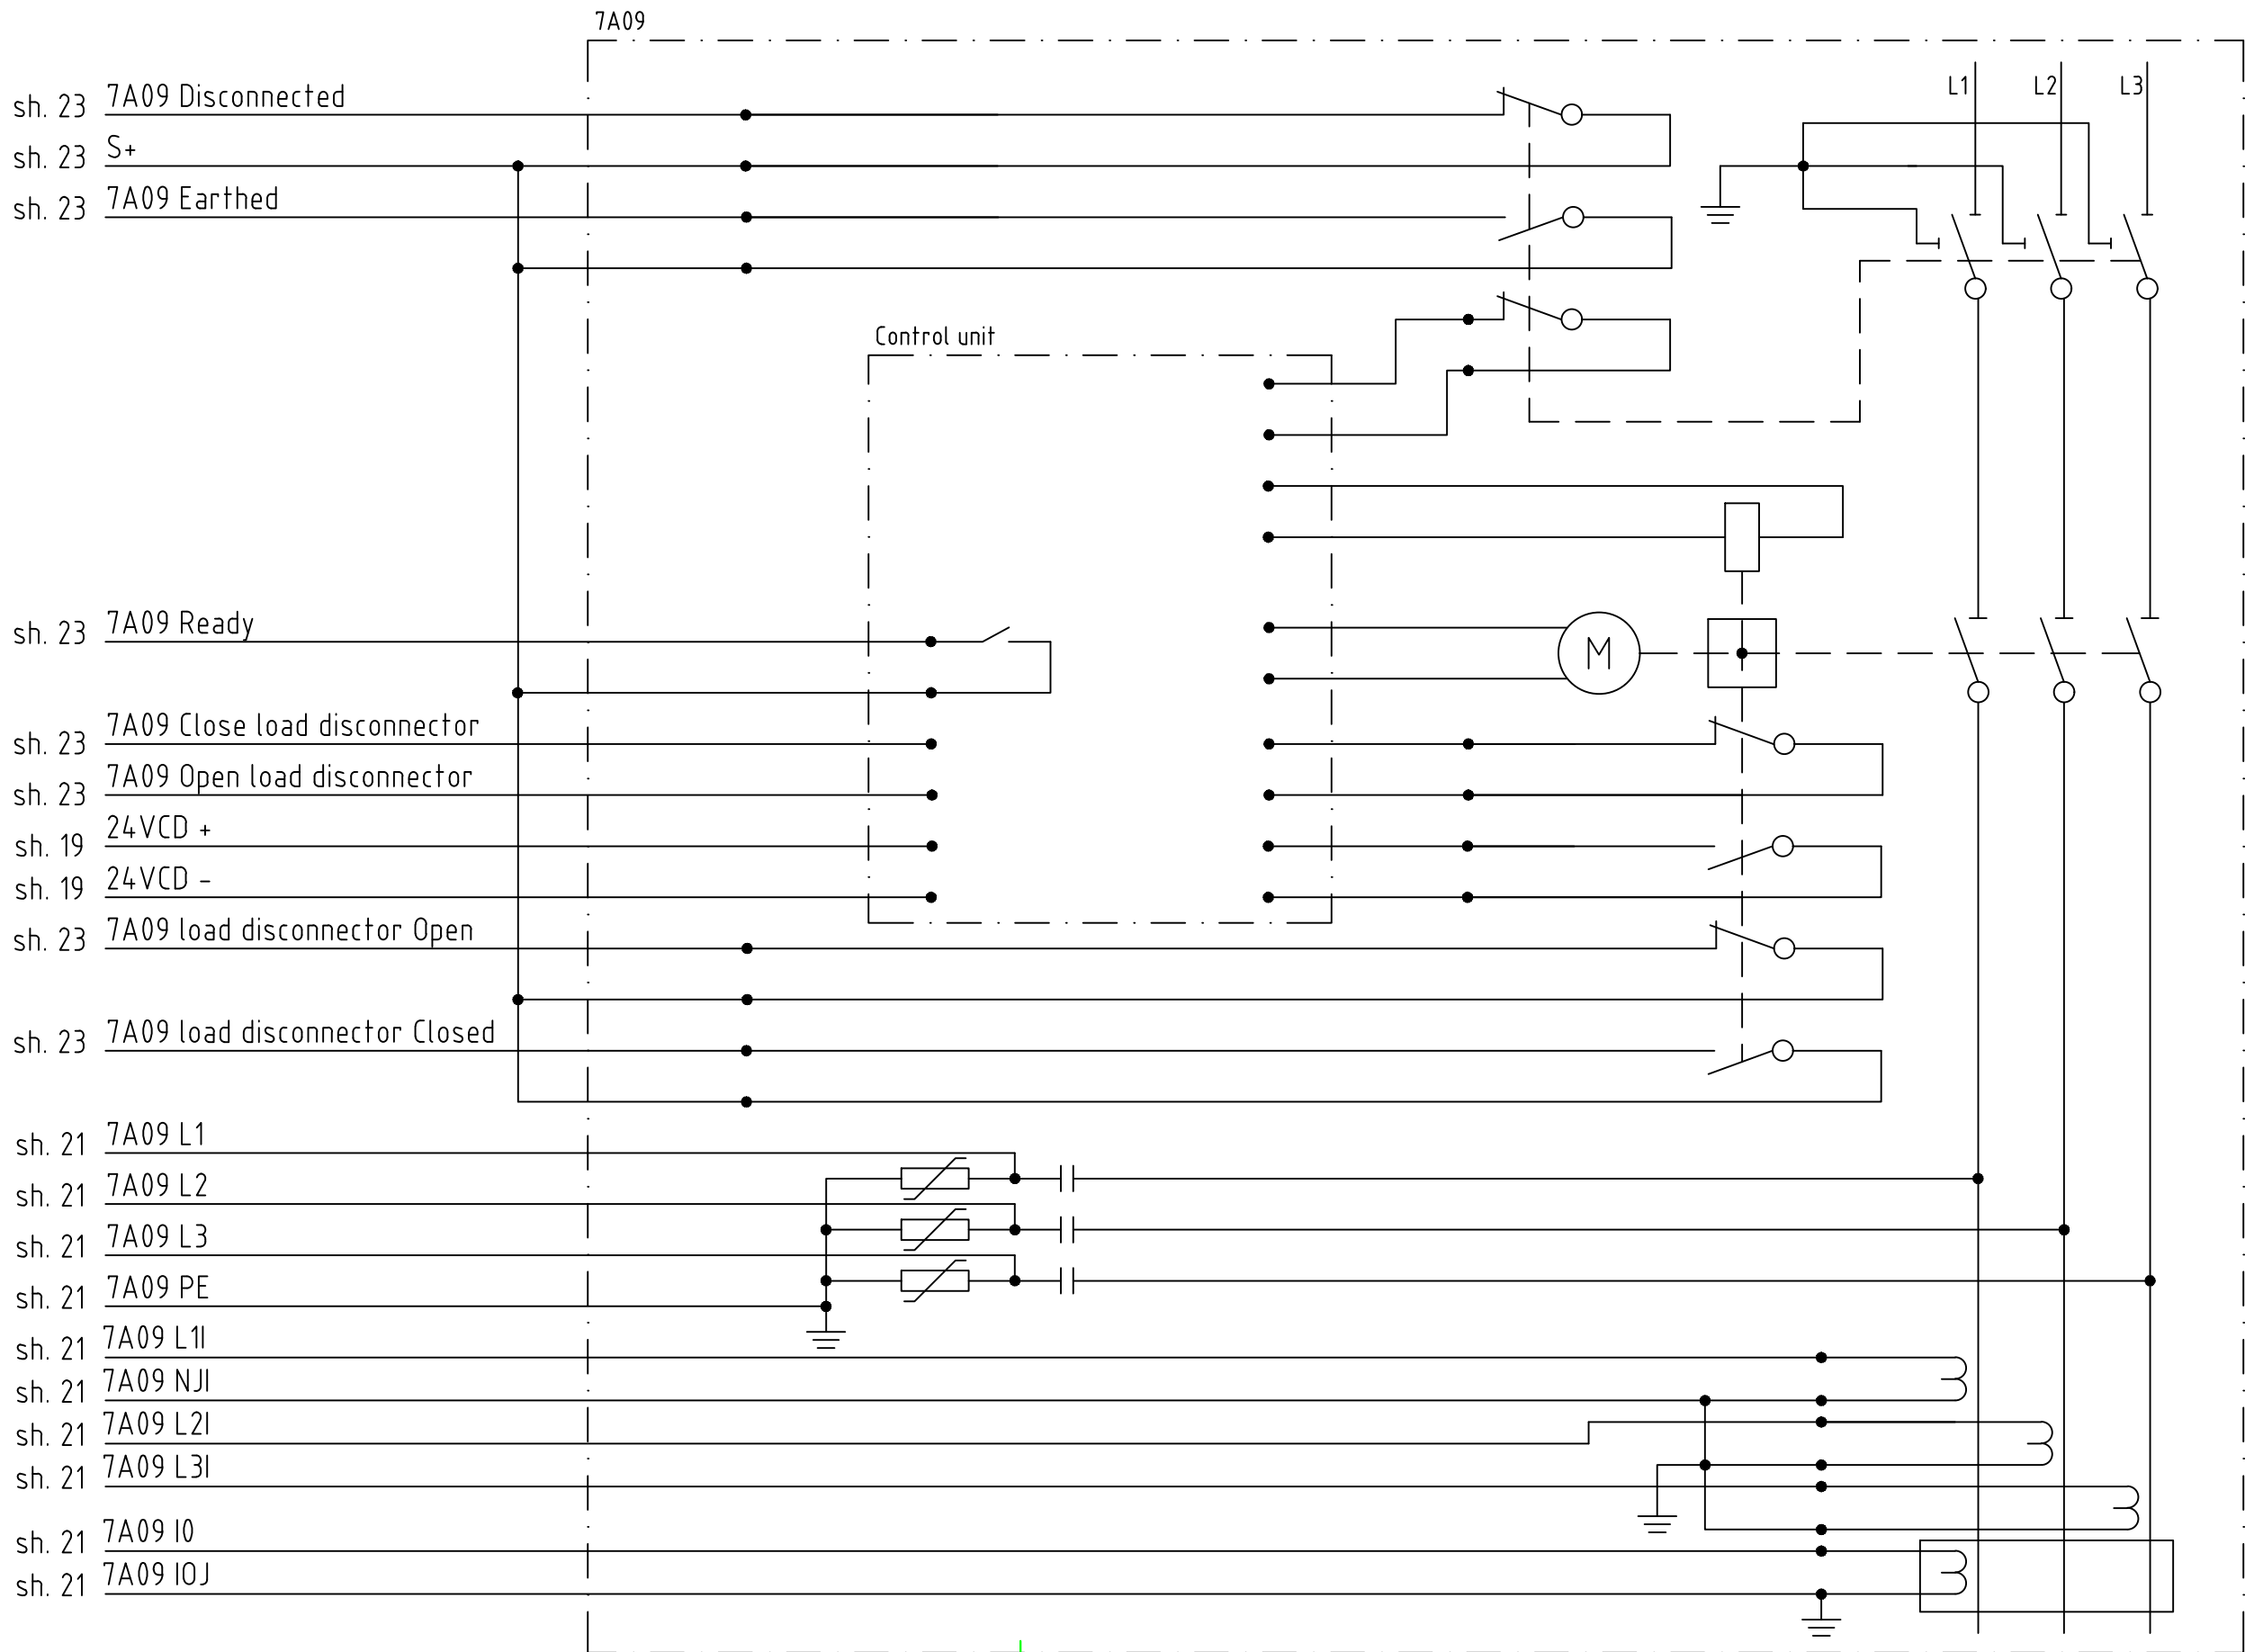 7A09
L1 L2 L3
sh. 23 7A09 Disconnected
sh. 23 S+
sh. 23 7A09 Earthed
Control unit
sh. 23 7A09 Ready
M
sh. 23 7A09 Close load disconnector
sh. 23 7A09 Open load disconnector
sh. 19 24VCD +
sh. 19 24VCD -
sh. 23 7A09 load disconnector Open
sh. 23 7A09 load disconnector Closed
sh. 21 7A09 L1
sh. 21 7A09 L2
sh. 21 7A09 L3
sh. 21 7A09 PE
sh. 21 7A09 L1I
sh. 21 7A09 NJI
sh. 21 7A09 L2I
sh. 21 7A09 L3I
sh. 21 7A09 I0
sh. 21 7A09 IOJ